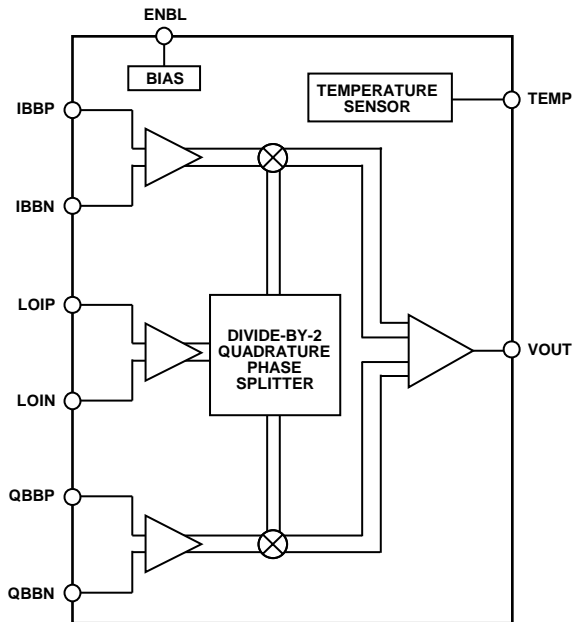 ENBL
BIAS
TEMPERATURE
SENSOR
TEMP
IBBP
IBBN
LOIP
DIVIDE-BY-2
QUADRATURE
PHASE
SPLITTER
VOUT
LOIN
QBBP
QBBN